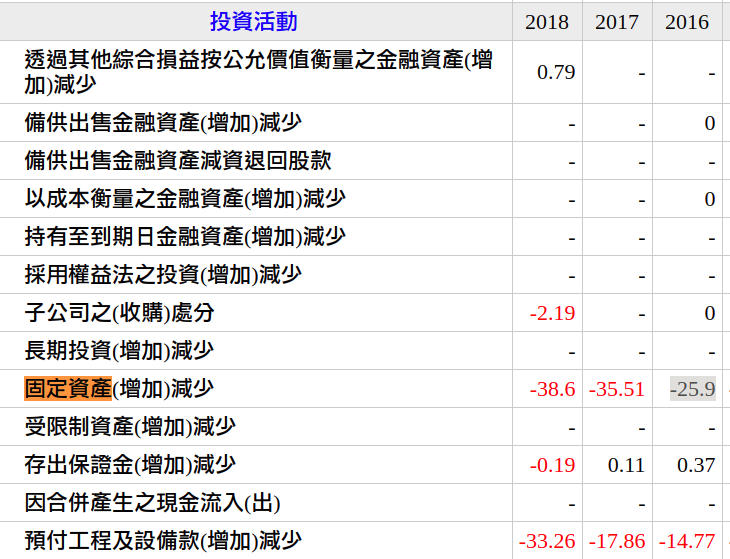 投資活動 2018 2017 2016
透過其他綜合損益按公允價值衡量之金融資產(增
加)減少 0.79 - -
備供出售金融資產(增加)減少 - - 0
備供出售金融資產減資退回股款 - - -
以成本衡量之金融資產(增加)減少 - - 0
持有至到期日金融資產(增加)減少 - - -
採用權益法之投資(增加)減少 - - -
子公司之(收購)處分 -2.19 - 0
長期投資(增加)減少 - - -
固定資產(增加)減少 -38.6 -35.51 -25.9
受限制資產(增加)減少 - - -
存出保證金(增加)減少 -0.19 0.11 0.37
因合併產生之現金流入(出) - - -
預付工程及設備款(增加)減少 -33.26 -17.86 -14.77